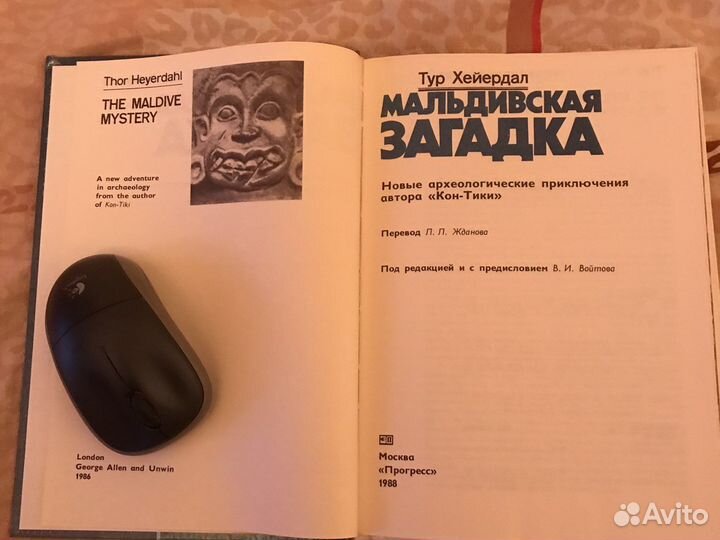 Thor Heyerdahl
THE MALDIVE
MYSTERY
A new adventure
in archaeology
from the author
of Kon-Tiki
London
George Allen and Unwin
1986
Тур Хейердал
МАЛЬДИВСКАЯ
ЗАГАДКА
Новые археологические приключения
автора «Кон-Тики»
Перевод Л. Л. Жданова
Под редакцией и с предисловием В. И. Войтова
Москва
«Прогресс»
1988
Avito